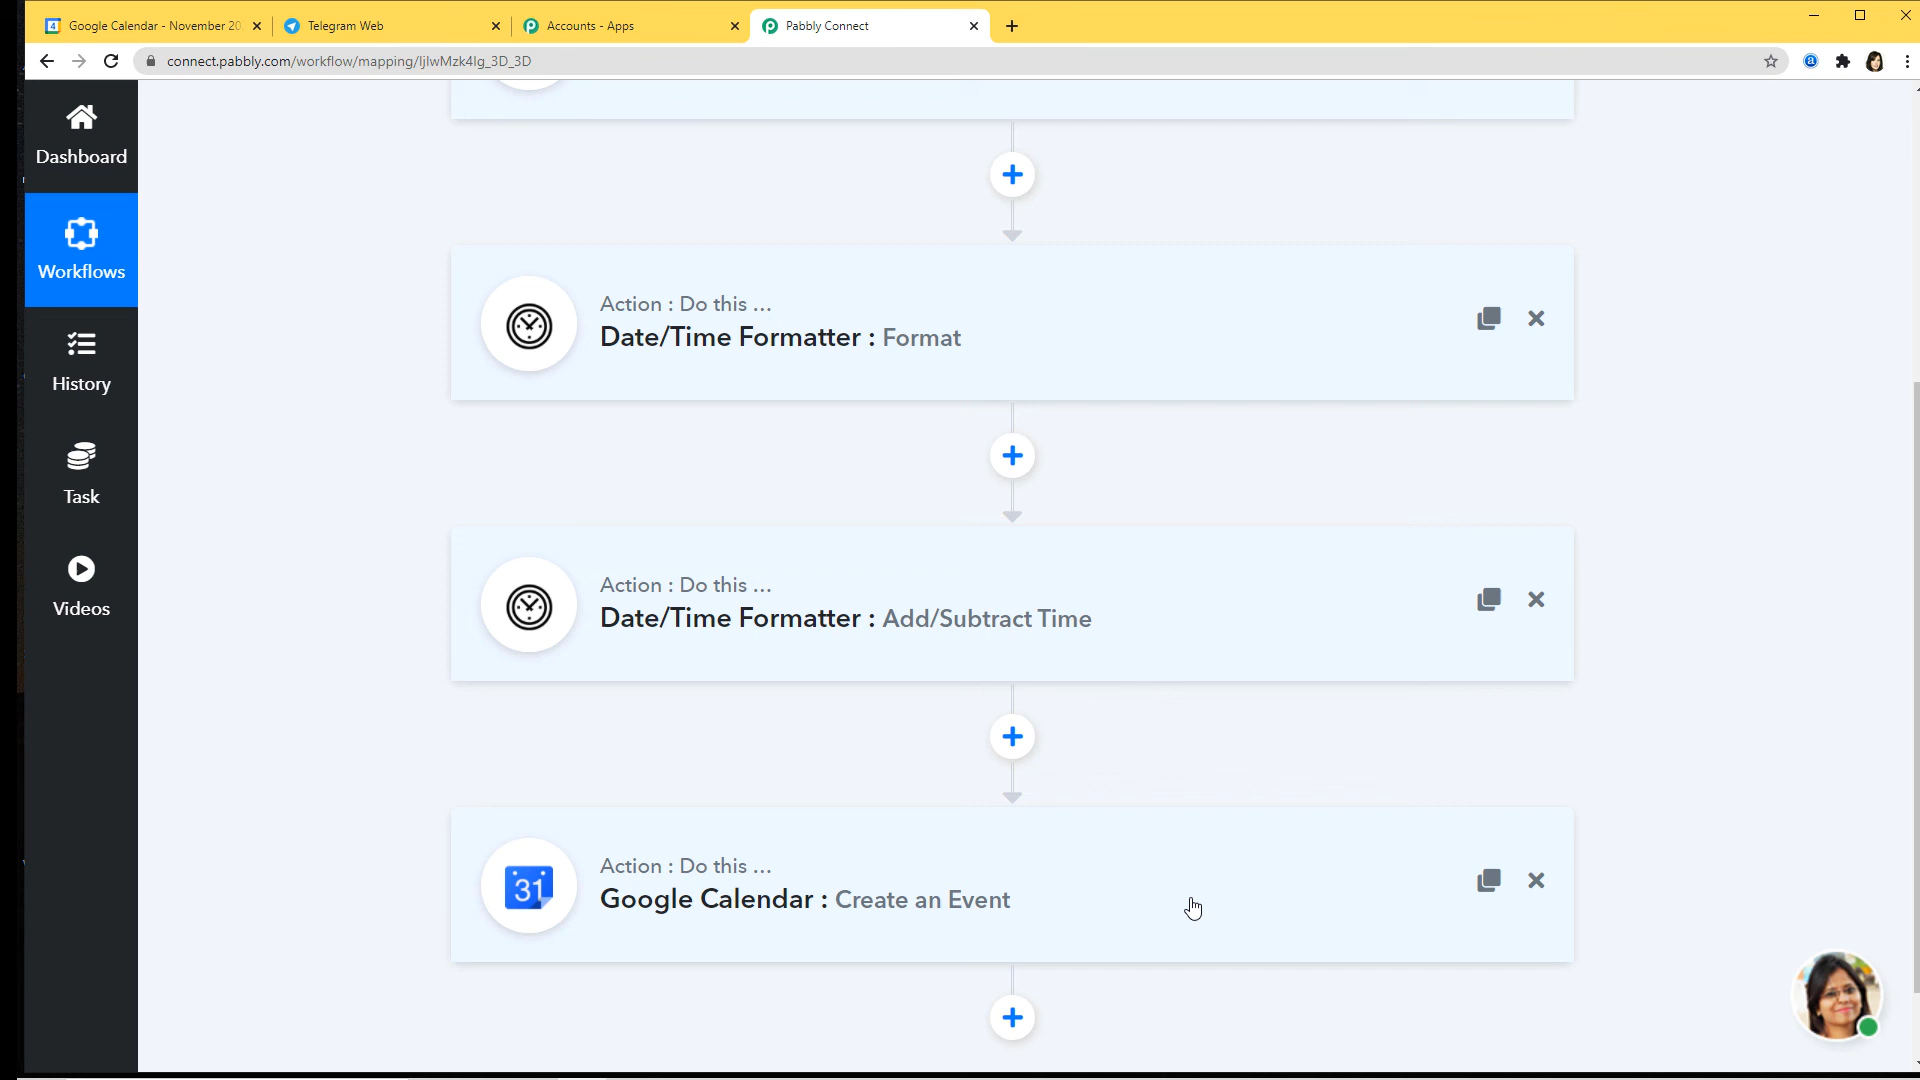 Google Calendar - November 20
Telegram Web
Accounts - Apps
Pabbly Connect
connect.pabbly.com/workflow/mapping/IjIwMzk4Ig_3D_3D
Dashboard
Workflows
History
Task
Videos
Action : Do this ...
Date/Time Formatter : Format
Action : Do this ...
Date/Time Formatter : Add/Subtract Time
31
Action : Do this ...
Google Calendar : Create an Event